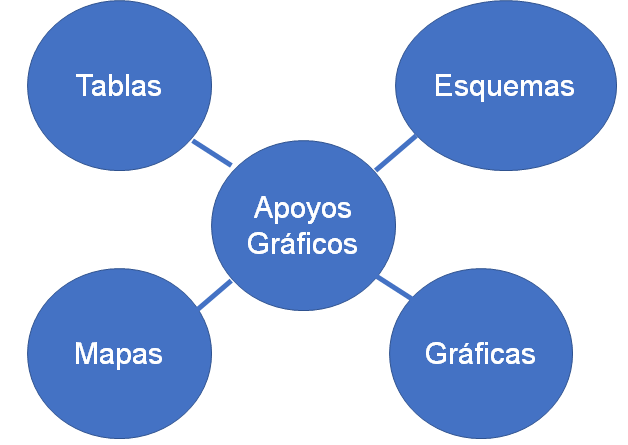 Tablas
Esquemas
Apoyos
Gráficos
Mapas
Gráficas